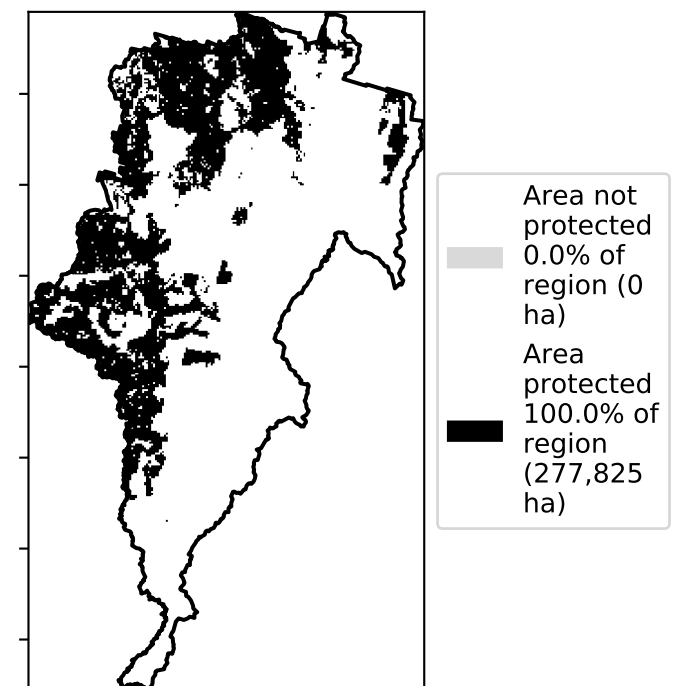 Area not
protected
0.0% of
region (0
ha)
Area
protected
100.0% of
region
(277,825
ha)